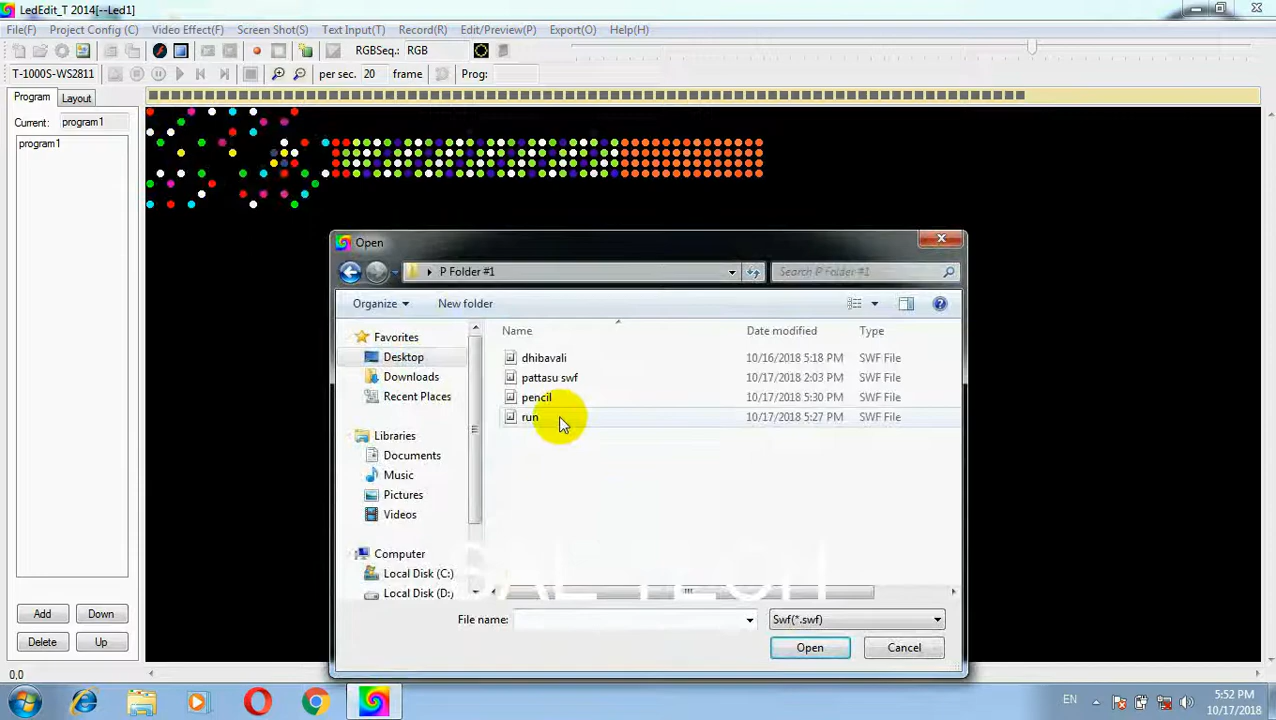 LedEdit_T 2014[--Led1]
File(F) Project Config (C) Video Effect(F) Screen Shot(S) Text Input(T) Record(R) Edit/Preview(P) Export(O) Help(H)
RGBSeq.: RGB
T-1000S-WS2811 per sec. 20 frame Prog:
Program Layout
Current: program1
program1
Open
P Folder #1 Search P Folder #1
Organize New folder
Name Date modified Type
Favorites
Desktop
Downloads
Recent Places
Libraries
Documents
Music
Pictures
Videos
Computer
Local Disk (C:)
Local Disk (D:)
dhibavali 10/16/2018 5:18 PM SWF File
pattasu swf 10/17/2018 2:03 PM SWF File
pencil 10/17/2018 5:30 PM SWF File
run 10/17/2018 5:27 PM SWF File
File name: Swf(*.swf)
Open Cancel
Add Down
Delete Up
0,0
EN 5:52 PM
10/17/2018